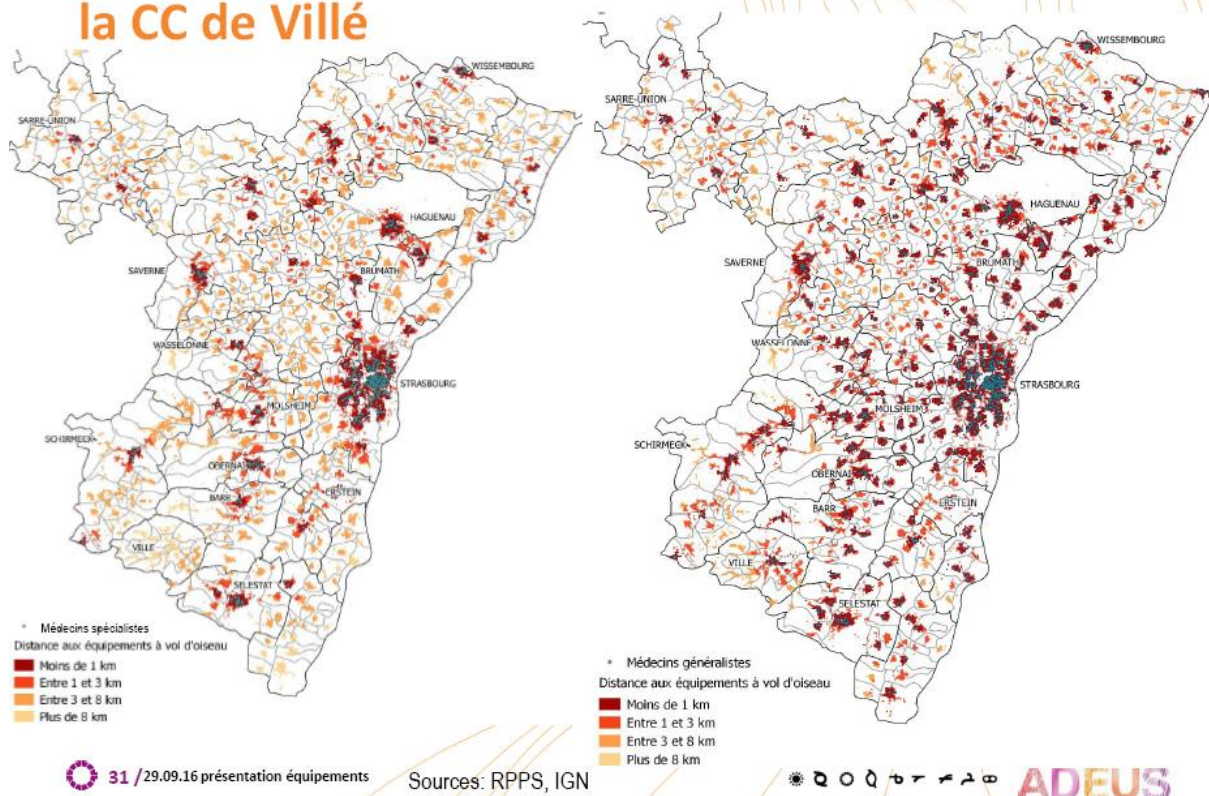 la CC de Villé
WISSEMBOURG
SARRE-UNION
HAGUENAU
SAVERNE
BRUMATH
WASSELONNE
STRASBOURG
MOLSHEIM
SCHIRMECK
OBERNAI
BARR
ERSTEIN
VILLE
SELESTAT
Médecins spécialistes
Distance aux équipements à vol d'oiseau
Moins de 1 km
Entre 1 et 3 km
Entre 3 et 8 km
Plus de 8 km
WISSEMBOURG
SARRE-UNION
HAGUENAU
SAVERNE
BRUMATH
WASSELONNE
STRASBOURG
MOLSHEIM
SCHIRMECK
OBERNAI
BARR
ERSTEIN
VILLE
SELESTAT
Médecins généralistes
Distance aux équipements à vol d'oiseau
Moins de 1 km
Entre 1 et 3 km
Entre 3 et 8 km
Plus de 8 km
31 / 29.09.16 présentation équipements
Sources: RPPS, IGN
ADEUS